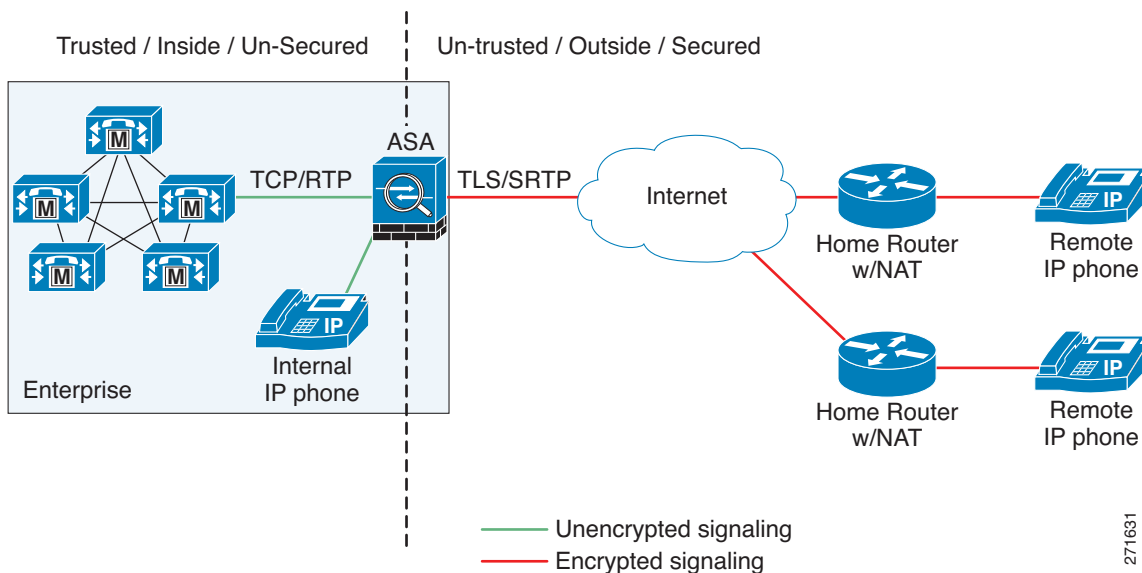 Trusted / Inside / Un-Secured
Un-trusted / Outside / Secured
M
M
M
M
M
TCP/RTP
ASA
TLS/SRTP
Internet
IP
Home Router
w/NAT
Remote
IP phone
IP
Internal
IP phone
Enterprise
IP
Home Router
w/NAT
Remote
IP phone
Unencrypted signaling
Encrypted signaling
271631